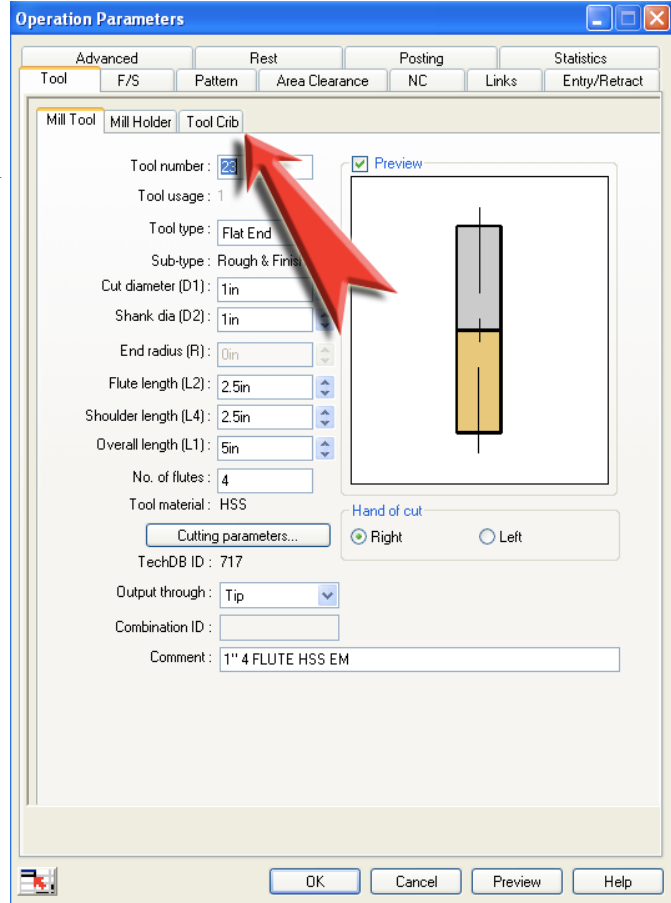 Operation Parameters
Advanced Rest Posting Statistics
Tool F/S Pattern Area Clearance NC Links Entry/Retract
Mill Tool Mill Holder Tool Crib
Tool number : 23
Preview
Tool usage : 1
Tool type : Flat End
Sub-type : Rough & Finis
Cut diameter (D1) : 1in
Shank dia (D2) : 1in
End radius (R) : 0in
Flute length (L2) : 2.5in
Shoulder length (L4) : 2.5in
Overall length (L1) : 5in
No. of flutes : 4
Tool material : HSS
Hand of cut
Cutting parameters...
Right Left
TechDB ID : 717
Output through : Tip
Combination ID :
Comment : 1" 4 FLUTE HSS EM
OK Cancel Preview Help